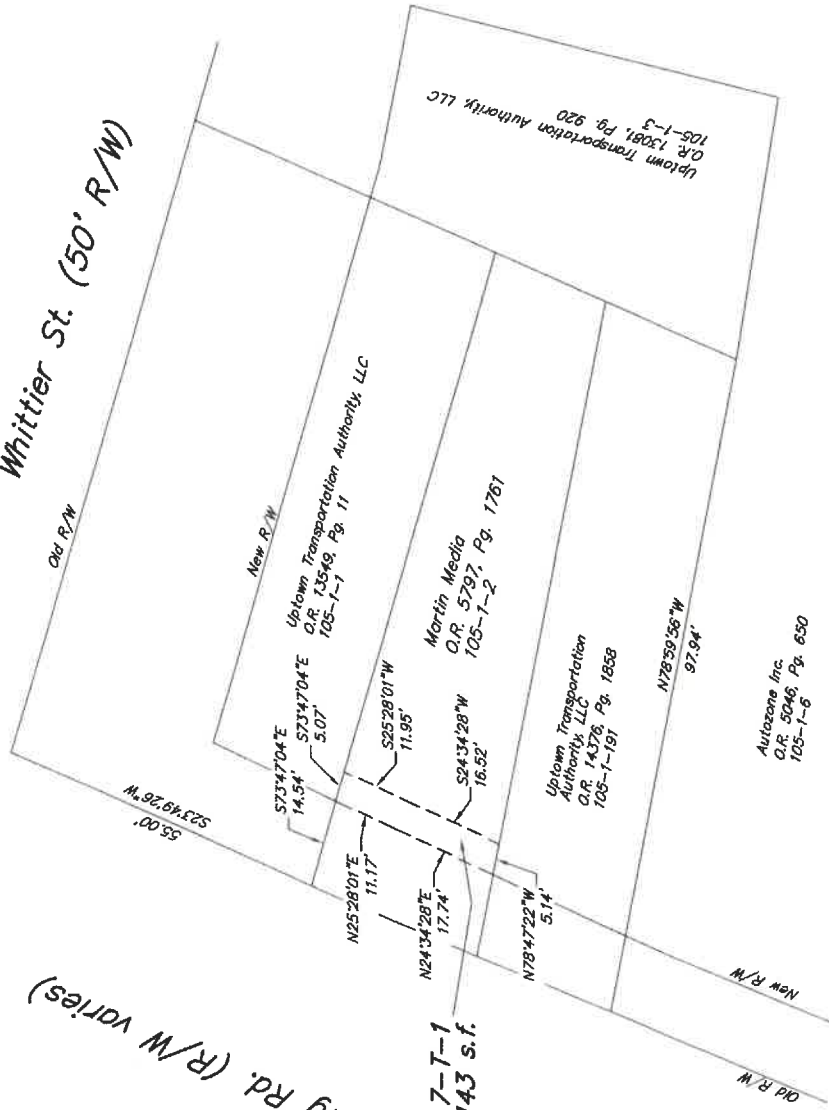 Whittier St. (50' R/W)
Old R/W
New R/W
Uptown Transportation Authority, LLC
O.R. 13081, Pg. 920
105-1-3
Uptown Transportation Authority, LLC
O.R. 13549, Pg. 11
105-1-1
S73°47'04"E
14.54'
S73°47'04"E
5.07'
S23°49'26"W
55.00'
Martin Media
O.R. 5797, Pg. 1761
105-1-2
S25°28'01"W
11.95'
S24°34'28"W
16.52'
N25°28'01"E
11.17'
N24°34'28"E
17.74'
N78°47'22"W
5.14'
Uptown Transportation
Authority, LLC
O.R. 14376, Pg. 1858
105-1-191
N78°59'56"W
97.94'
Autozone Inc.
O.R. 5046, Pg. 650
105-1-6
7-T-1
143 s.f.
Rd. (R/W varies)
New R/W
Old R/W